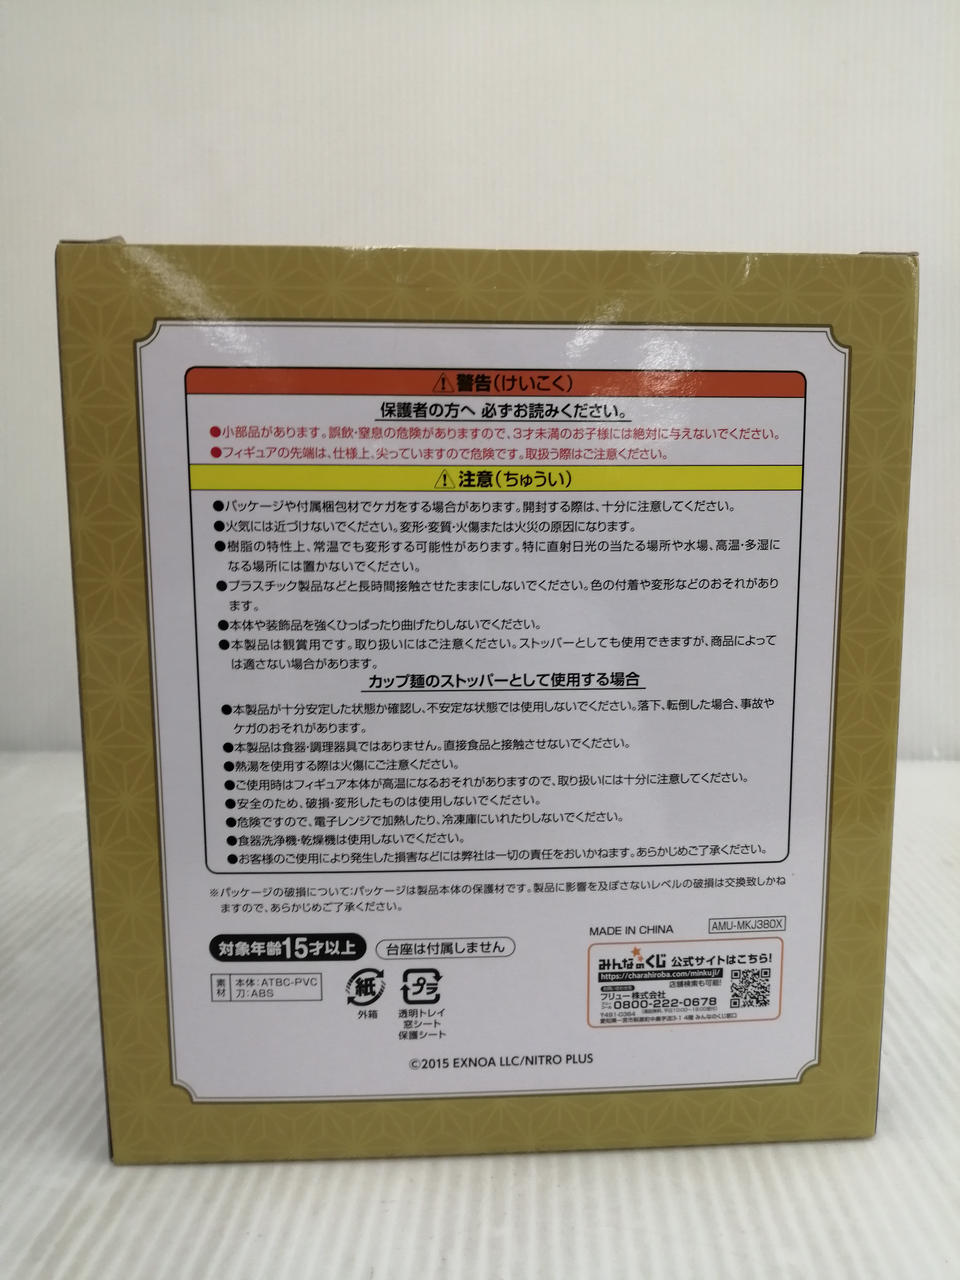 ⚠警告(けいこく)
保護者の方へ 必ずお読みください。
●小部品があります。誤飲・窒息の危険がありますので、3才未満のお子様には絶対に与えないでください。
●フィギュアの先端は、仕様上、尖っていますので危険です。取扱う際はご注意ください。
⚠注意(ちゅうい)
●パッケージや付属梱包材でケガをする場合があります。開封する際は、十分に注意してください。
●火気には近づけないでください。変形・変質・火傷または火災の原因になります。
●樹脂の特性上、常温でも変形する可能性があります。特に直射日光の当たる場所や水場、高温・多湿に
なる場所には置かないでください。
●プラスチック製品などと長時間接触させたままにしないでください。色の付着や変形などのおそれがあり
ます。
●本体や装飾品を強くひっぱったり曲げたりしないでください。
●本製品は観賞用です。取り扱いにはご注意ください。ストッパーとしても使用できますが、商品によって
は適さない場合があります。
カップ麺のストッパーとして使用する場合
●本製品が十分安定した状態か確認し、不安定な状態では使用しないでください。落下、転倒した場合、事故や
ケガのおそれがあります。
●本製品は食器・調理器具ではありません。直接食品と接触させないでください。
●熱湯を使用する際は火傷にご注意ください。
●ご使用時はフィギュア本体が高温になるおそれがありますので、取り扱いには十分に注意してください。
●安全のため、破損・変形したものは使用しないでください。
●危険ですので、電子レンジで加熱したり、冷凍庫にいれたりしないでください。
●食器洗浄機・乾燥機は使用しないでください。
●お客様のご使用により発生した損害などには弊社は一切の責任をおいかねます。あらかじめご了承ください。
※パッケージの破損について:パッケージは製品本体の保護材です。製品に影響を及ぼさないレベルの破損は交換致しかね
ますので、あらかじめご了承ください。
MADE IN CHINA
AMU-MKJ380X
対象年齢15才以上
台座は付属しません
素材
本体:ATBC-PVC
刀:ABS
紙
外箱
プラ
透明トレイ
窓シート
保護シート
みんなのくじ 公式サイトはこちら!
https://charahiroba.com/minkuji/
店舗検索も可能!
お問い合わせ先
フリュー株式会社
0800-222-0678
〒491-0364
©2015 EXNOA LLC/NITRO PLUS